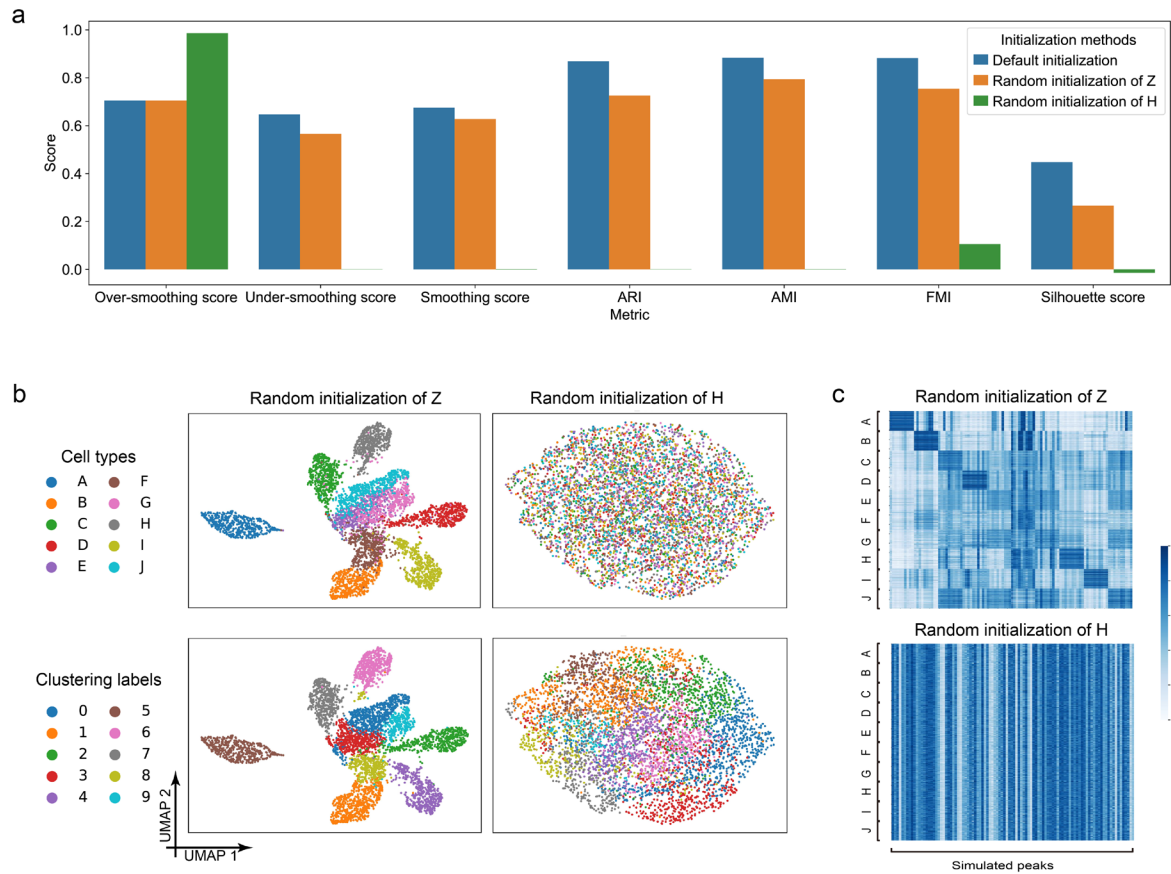 a
1.0
0.8
0.6
0.4
0.2
0.0
Score
Initialization methods
Default initialization
Random initialization of Z
Random initialization of H
Over-smoothing score
Under-smoothing score
Smoothing score
ARI
AMI
FMI
Silhouette score
Metric
b
Random initialization of Z
Random initialization of H
Cell types
A F
B G
C H
D I
E J
Clustering labels
0 5
1 6
2 7
3 8
4 9
UMAP 2
UMAP 1
c
Random initialization of Z
A
B
C
D
E
F
G
H
I
J
Random initialization of H
A
B
C
D
E
F
G
H
I
J
Simulated peaks